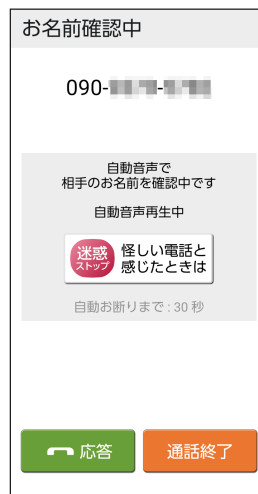 お名前確認中
090-
自動音声で
相手のお名前を確認中です
自動音声再生中
迷惑
ストップ
怪しい電話と
感じたときは
自動お断りまで:30 秒
応答
通話終了